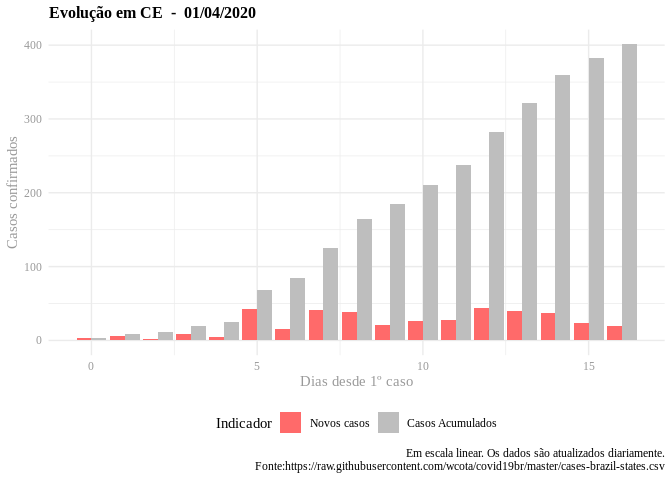 Evolução em CE  -  01/04/2020
400
300
200
100
0
Casos confirmados
0
5
10
15
Dias desde 1º caso
Indicador
Novos casos
Casos Acumulados
Em escala linear. Os dados são atualizados diariamente.
Fonte:https://raw.githubusercontent.com/wcota/covid19br/master/cases-brazil-states.csv